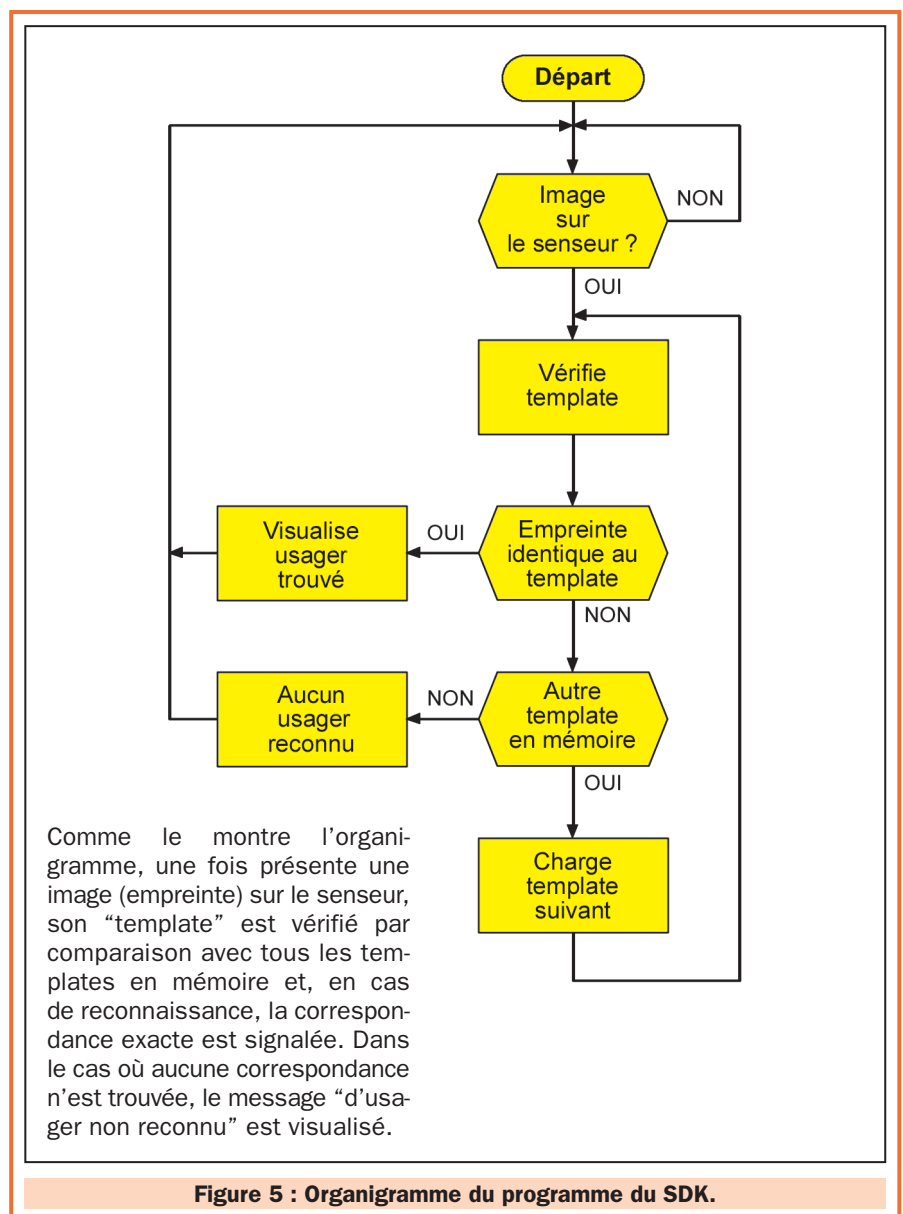 Départ
Image
sur
le senseur ?
NON
OUI
Vérifie
template
Visualise
usager
trouvé
OUI
Empreinte
identique au
template
NON
Aucun
usager
reconnu
NON
Autre
template
en mémoire
OUI
Charge
template
suivant
Comme le montre l’organi-
gramme, une fois présente une
image (empreinte) sur le senseur,
son “template” est vérifié par
comparaison avec tous les tem-
plates en mémoire et, en cas
de reconnaissance, la correspon-
dance exacte est signalée. Dans
le cas où aucune correspondance
n’est trouvée, le message “d’usa-
ger non reconnu” est visualisé.
Figure 5 : Organigramme du programme du SDK.